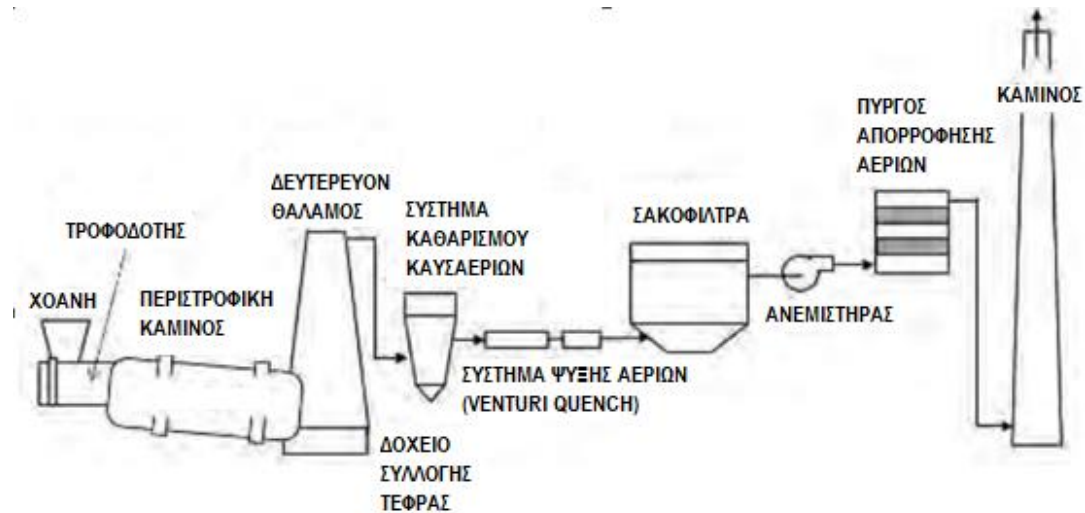 ΚΑΜΙΝΟΣ
ΠΥΡΓΟΣ
ΑΠΟΡΡΟΦΗΣΗΣ
ΑΕΡΙΩΝ
ΔΕΥΤΕΡΕΥΟΝ
ΘΑΛΑΜΟΣ
ΣΥΣΤΗΜΑ
ΚΑΘΑΡΙΣΜΟΥ
ΚΑΥΣΑΕΡΙΩΝ
ΣΑΚΟΦΙΛΤΡΑ
ΤΡΟΦΟΔΟΤΗΣ
ΧΟΑΝΗ
ΠΕΡΙΣΤΡΟΦΙΚΗ
ΚΑΜΙΝΟΣ
ΑΝΕΜΙΣΤΗΡΑΣ
ΣΥΣΤΗΜΑ ΨΥΞΗΣ ΑΕΡΙΩΝ
(VENTURI QUENCH)
ΔΟΧΕΙΟ
ΣΥΛΛΟΓΗΣ
ΤΕΦΡΑΣ